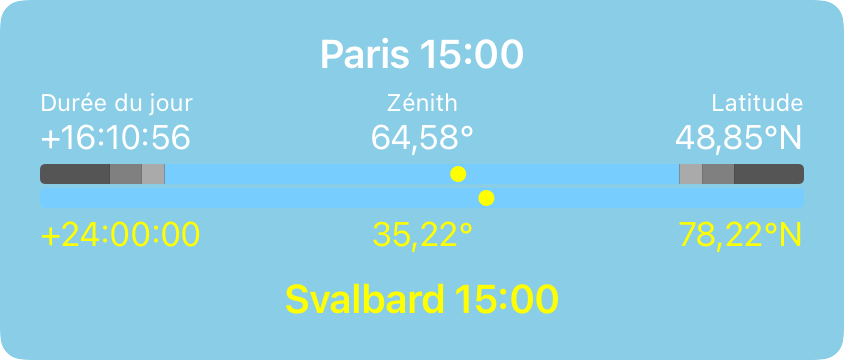 Paris 15:00
Durée du jour Zénith Latitude
+16:10:56 64,58° 48,85°N
+24:00:00 35,22° 78,22°N
Svalbard 15:00